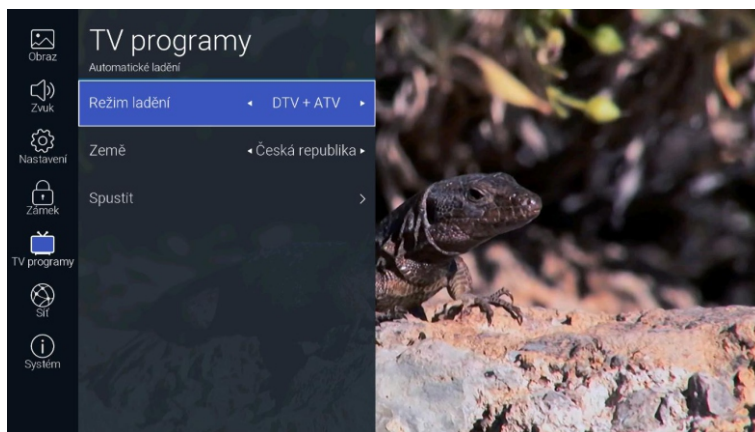 Obraz
Zvuk
Nastavení
Zámek
TV programy
Síť
Systém
TV programy
Automatické ladění
Režim ladění DTV + ATV
Země Česká republika
Spustit